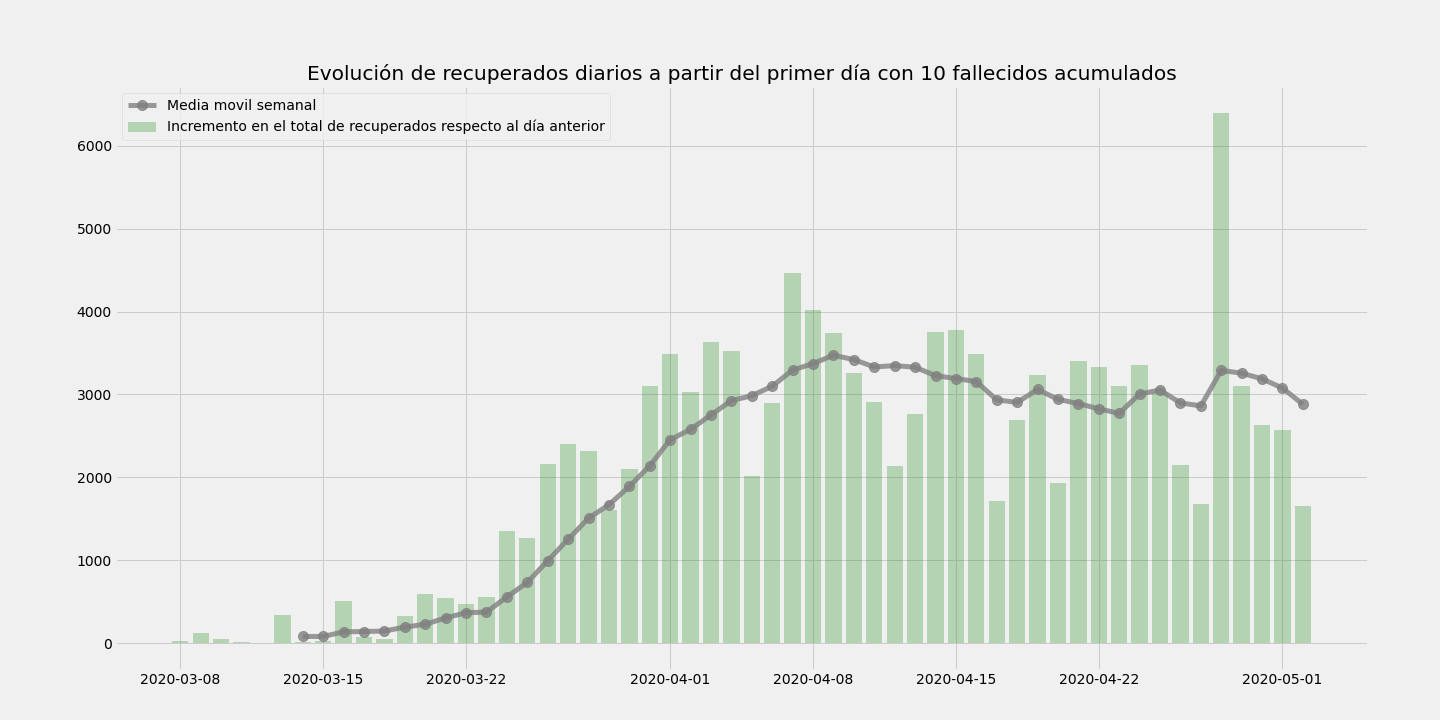 Evolución de recuperados diarios a partir del primer día con 10 fallecidos acumulados
Media movil semanal
Incremento en el total de recuperados respecto al día anterior
6000
5000
4000
3000
2000
1000
0
2020-03-08 2020-03-15 2020-03-22 2020-04-01 2020-04-08 2020-04-15 2020-04-22 2020-05-01